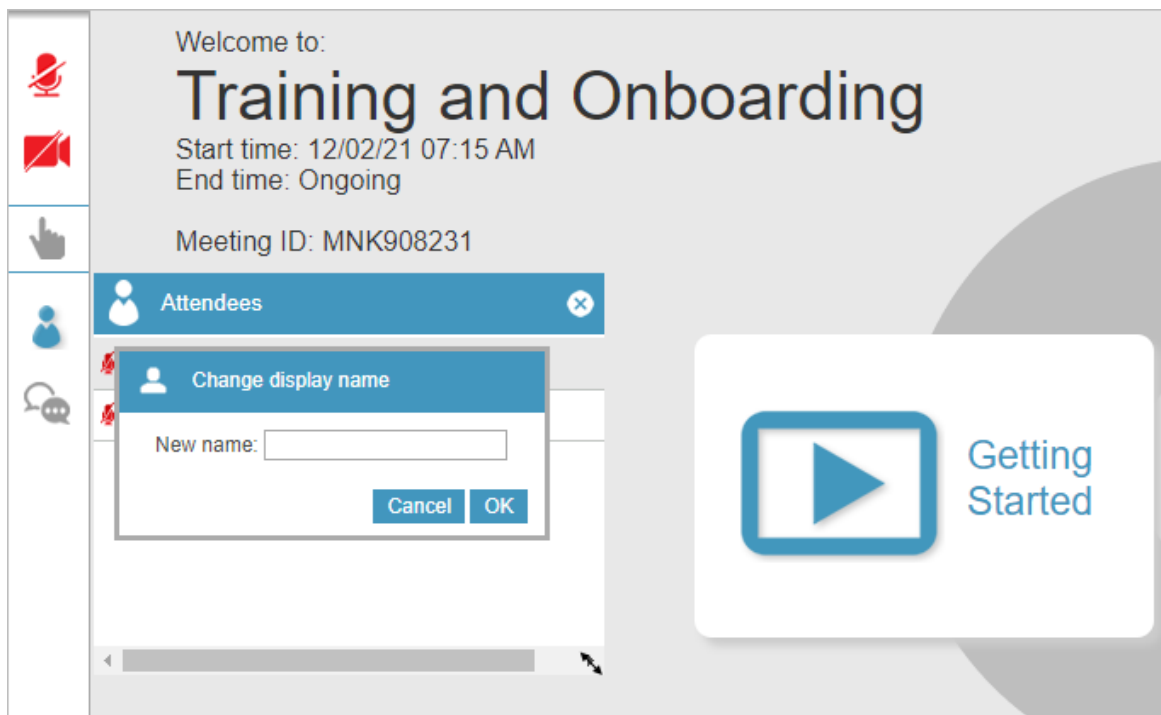 Welcome to:
Training and Onboarding
Start time: 12/02/21 07:15 AM
End time: Ongoing
Meeting ID: MNK908231
Attendees
Change display name
New name:
Cancel OK
Getting
Started